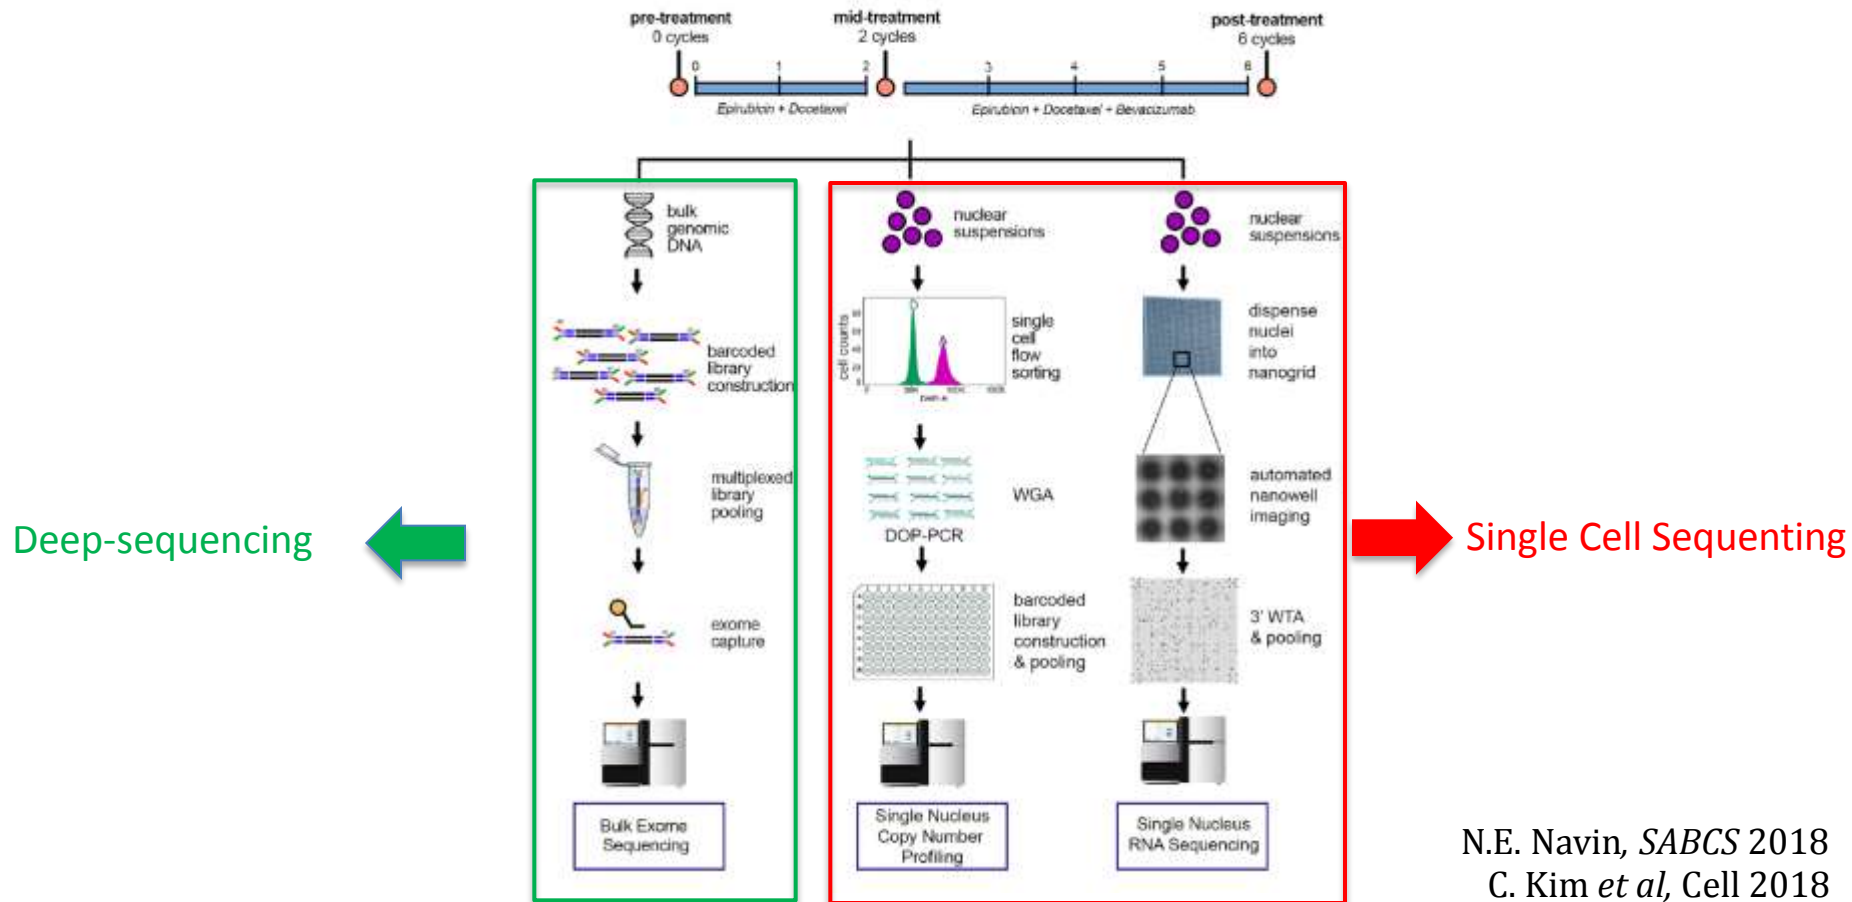 pre-treatment
0 cycles
mid-treatment
2 cycles
post-treatment
6 cycles
0
1
2
3
4
5
6
Epirubicin + Docetaxel
Epirubicin + Docetaxel + Bevacizumab
bulk
genomic
DNA
barcoded
library
construction
multiplexed
library
pooling
exome
capture
Bulk Exome
Sequencing
nuclear
suspensions
cell counts
single
cell
flow
sorting
WGA
DOP-PCR
barcoded
library
construction
& pooling
Single Nucleus
Copy Number
Profiling
nuclear
suspensions
dispense
nuclei
into
nanogrid
automated
nanowell
imaging
3' WTA
& pooling
Single Nucleus
RNA Sequencing
Deep-sequencing
Single Cell Sequenting
N.E. Navin, SABCS 2018
C. Kim et al, Cell 2018